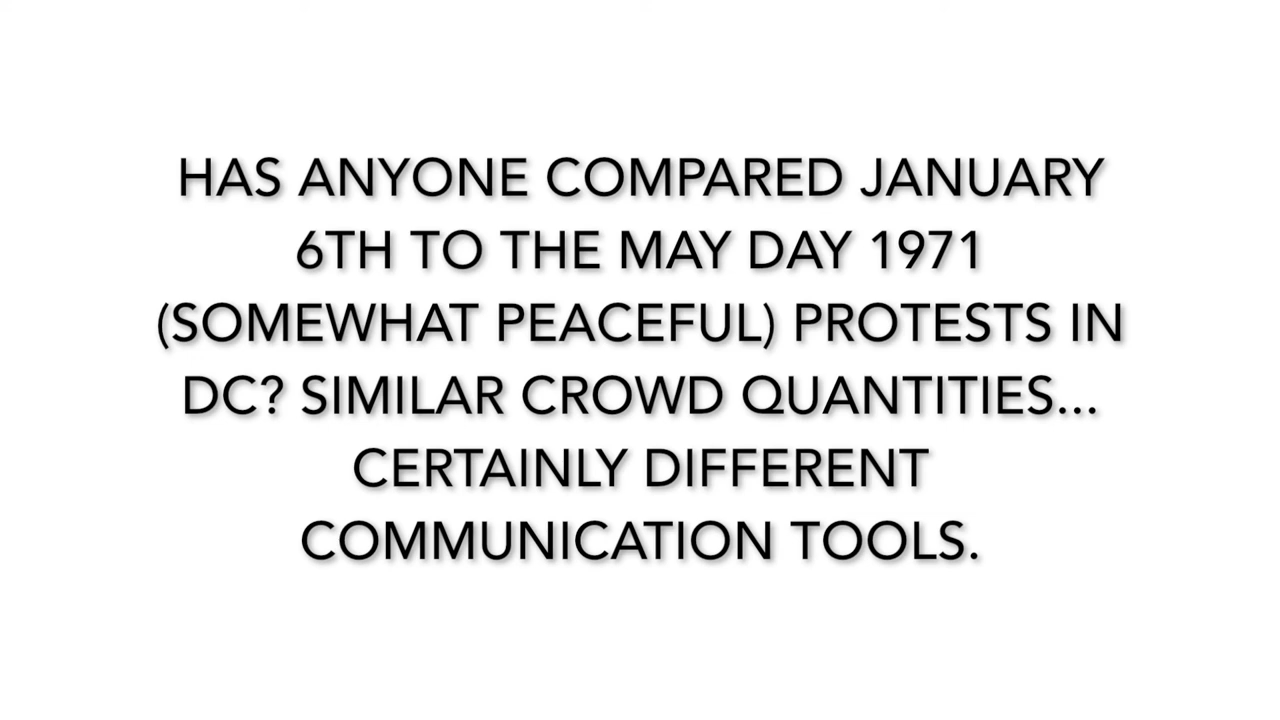 HAS ANYONE COMPARED JANUARY
6TH TO THE MAY DAY 1971
(SOMEWHAT PEACEFUL) PROTESTS IN
DC? SIMILAR CROWD QUANTITIES...
CERTAINLY DIFFERENT
COMMUNICATION TOOLS.